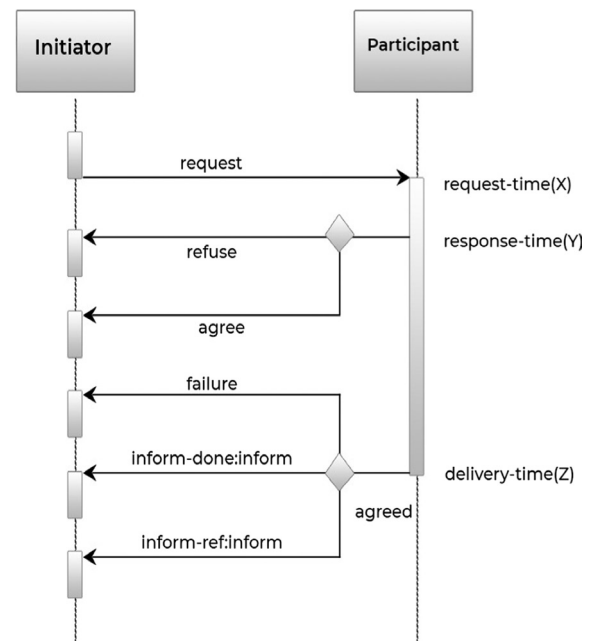 Initiator
Participant
request
request-time(X)
response-time(Y)
refuse
agree
failure
inform-done:inform
delivery-time(Z)
agreed
inform-ref:inform